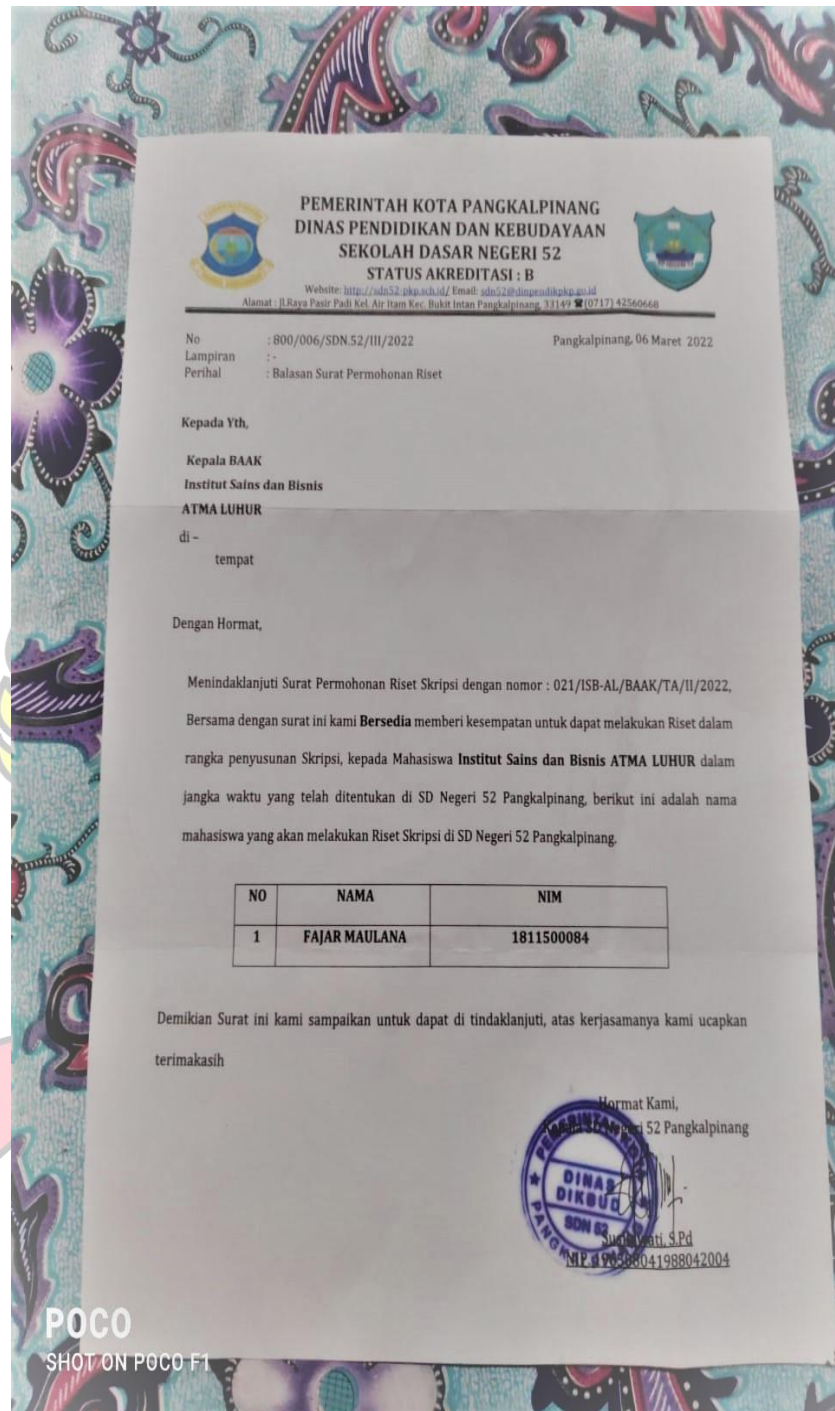 PEMERINTAH KOTA PANGKALPINANG
DINAS PENDIDIKAN DAN KEBUDAYAAN
SEKOLAH DASAR NEGERI 52
STATUS AKREDITASI : B
Website: http://sdn52-pkp.sch.id/ Email: sdn52@dinpendikpkp.go.id
Alamat : Jl.Raya Pasir Padi Kel. Air Itam Kec. Bukit Intan Pangkalpinang, 33149 ☎(0717) 42560668
No : 800/006/SDN.52/III/2022 Pangkalpinang, 06 Maret 2022
Lampiran : -
Perihal : Balasan Surat Permohonan Riset
Kepada Yth,
Kepala BAAK
Institut Sains dan Bisnis
ATMA LUHUR
di –
tempat
Dengan Hormat,
Menindaklanjuti Surat Permohonan Riset Skripsi dengan nomor : 021/ISB-AL/BAAK/TA/II/2022,
Bersama dengan surat ini kami Bersedia memberi kesempatan untuk dapat melakukan Riset dalam
rangka penyusunan Skripsi, kepada Mahasiswa Institut Sains dan Bisnis ATMA LUHUR dalam
jangka waktu yang telah ditentukan di SD Negeri 52 Pangkalpinang, berikut ini adalah nama
mahasiswa yang akan melakukan Riset Skripsi di SD Negeri 52 Pangkalpinang.
NO NAMA NIM
1 FAJAR MAULANA 1811500084
Demikian Surat ini kami sampaikan untuk dapat di tindaklanjuti, atas kerjasamanya kami ucapkan
terimakasih
Hormat Kami,
Kepala SD Negeri 52 Pangkalpinang
DINAS
DIKBUD
SDN 52
S.Pd
NIP.
POCO
SHOT ON POCO F1